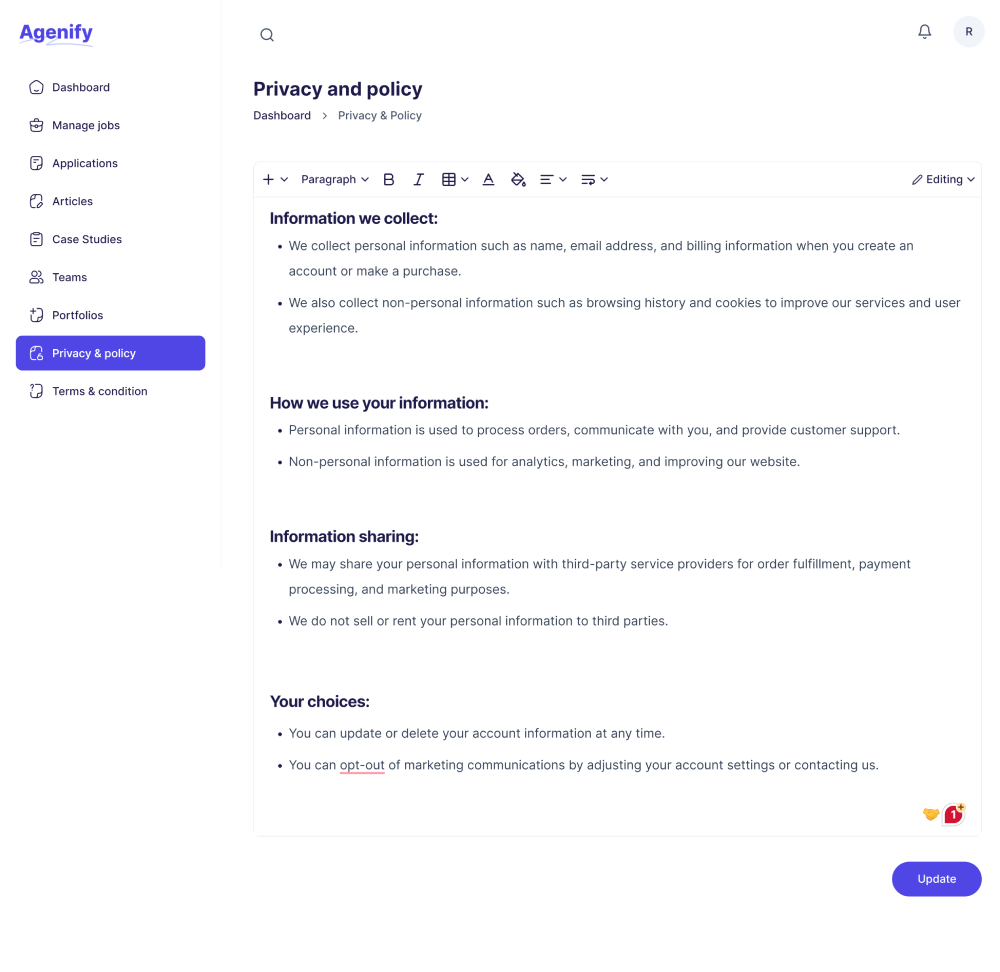 Agenify
R
Dashboard
Manage jobs
Applications
Articles
Case Studies
Teams
Portfolios
Privacy & policy
Terms & condition
Privacy and policy
Dashboard > Privacy & Policy
Paragraph B I A Editing
Information we collect:
• We collect personal information such as name, email address, and billing information when you create an
account or make a purchase.
• We also collect non-personal information such as browsing history and cookies to improve our services and user
experience.
How we use your information:
• Personal information is used to process orders, communicate with you, and provide customer support.
• Non-personal information is used for analytics, marketing, and improving our website.
Information sharing:
• We may share your personal information with third-party service providers for order fulfillment, payment
processing, and marketing purposes.
• We do not sell or rent your personal information to third parties.
Your choices:
• You can update or delete your account information at any time.
• You can opt-out of marketing communications by adjusting your account settings or contacting us.
1
Update